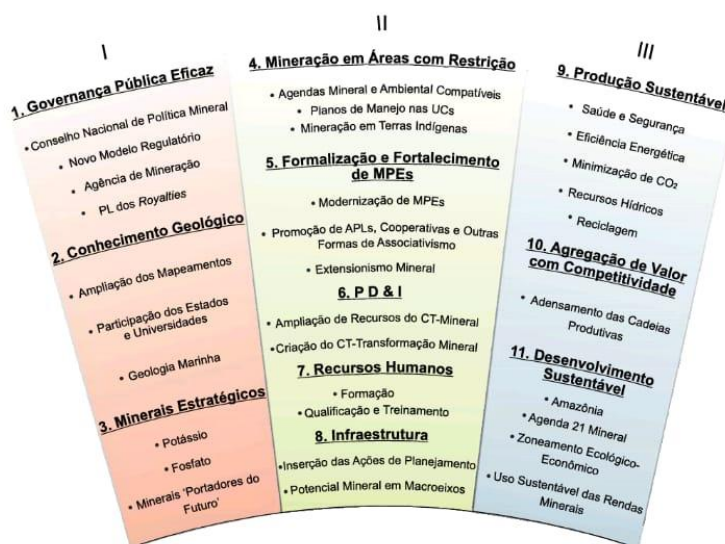 I
1. Governança Pública Eficaz
• Conselho Nacional de Política Mineral
• Novo Modelo Regulatório
• Agência de Mineração
• PL dos Royalties
2. Conhecimento Geológico
• Ampliação dos Mapeamentos
• Participação dos Estados
e Universidades
• Geologia Marinha
3. Minerais Estratégicos
• Potássio
• Fosfato
• Minerais 'Portadores do
Futuro'
II
4. Mineração em Áreas com Restrição
• Agendas Mineral e Ambiental Compatíveis
• Planos de Manejo nas UCs
• Mineração em Terras Indígenas
5. Formalização e Fortalecimento
de MPEs
• Modernização de MPEs
• Promoção de APLs, Cooperativas e Outras
Formas de Associativismo
• Extensionismo Mineral
6. P D & I
• Ampliação de Recursos do CT-Mineral
• Criação do CT-Transformação Mineral
7. Recursos Humanos
• Formação
• Qualificação e Treinamento
8. Infraestrutura
• Inserção das Ações de Planejamento
• Potencial Mineral em Macroeixos
III
9. Produção Sustentável
• Saúde e Segurança
• Eficiência Energética
• Minimização de CO₂
• Recursos Hídricos
• Reciclagem
10. Agregação de Valor
com Competitividade
• Adensamento das Cadeias
Produtivas
11. Desenvolvimento
Sustentável
• Amazônia
• Agenda 21 Mineral
• Zoneamento Ecológico-
Econômico
• Uso Sustentável das Rendas
Minerais